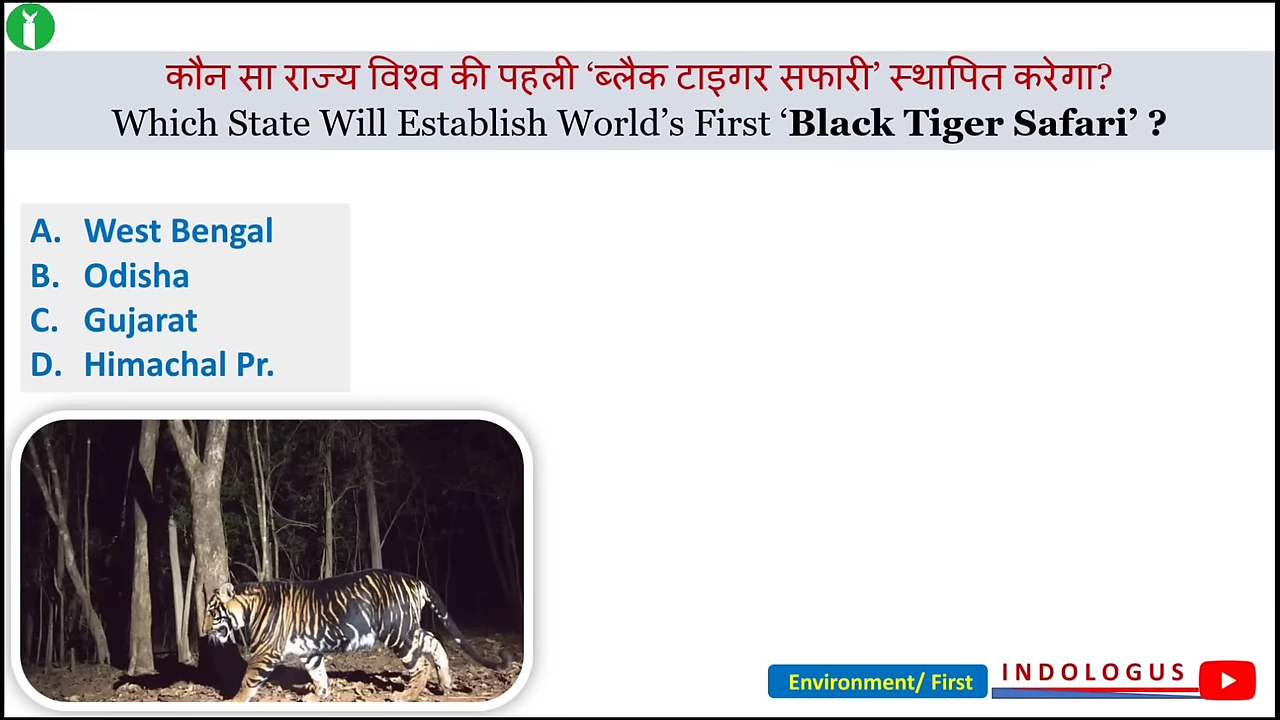 कौन सा राज्य विश्व की पहली ‘ब्लैक टाइगर सफारी’ स्थापित करेगा?
Which State Will Establish World’s First ‘Black Tiger Safari’ ?
A. West Bengal
B. Odisha
C. Gujarat
D. Himachal Pr.
Environment/ First
INDOLOGUS